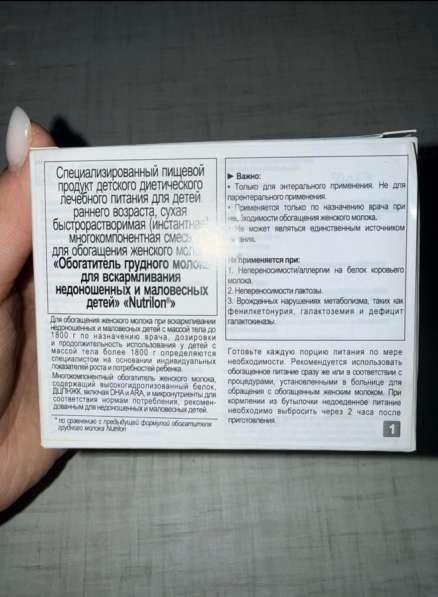 Специализированный пищевой
продукт детского диетического
лечебного питания для детей
раннего возраста, сухая
быстрорастворимая (инстантная)
многокомпонентная смесь
для обогащения женского
«Обогатитель грудного молока
для вскармливания
недоношенных и маловесных
детей» «Nutrilon®»
Для обогащения женского молока при вскармливании
недоношенных и маловесных детей с массой тела до
1800 г по назначению врача, дозировки
и продолжительность использования у детей с
массой тела более 1800 г определяются
специалистом на основании индивидуальных
показателей роста и потребностей ребенка.
Многокомпонентный обогатитель женского молока,
содержащий высокогидролизованный белок,
ДЦПНЖК, включая DHA и ARA, и микронутриенты для
соответствия нормам потребления, рекомен-
дованным для недоношенных и маловесных детей.
* по сравнению с предыдущей формулой обогатителя
грудного молока Nutrilon
► Важно:
• Только для энтерального применения. Не для
парентерального применения.
• Применяется только по назначению врача при
необходимости обогащения женского молока.
• Не может являться единственным источником
питания.
Не применяется при:
1. Непереносимости/аллергии на белок коровьего
молока.
2. Непереносимости лактозы.
3. Врожденных нарушениях метаболизма, таких как
фенилкетонурия, галактоземия и дефицит
галактокиназы.
Готовьте каждую порцию питания по мере
необходимости. Рекомендуется использовать
обогащенное питание сразу же или в соответствии с
процедурами, установленными в больнице для
обращения с обогащенным женским молоком. При
кормлении из бутылочки недоеденное питание
необходимо выбросить через 2 часа после
приготовления.
1